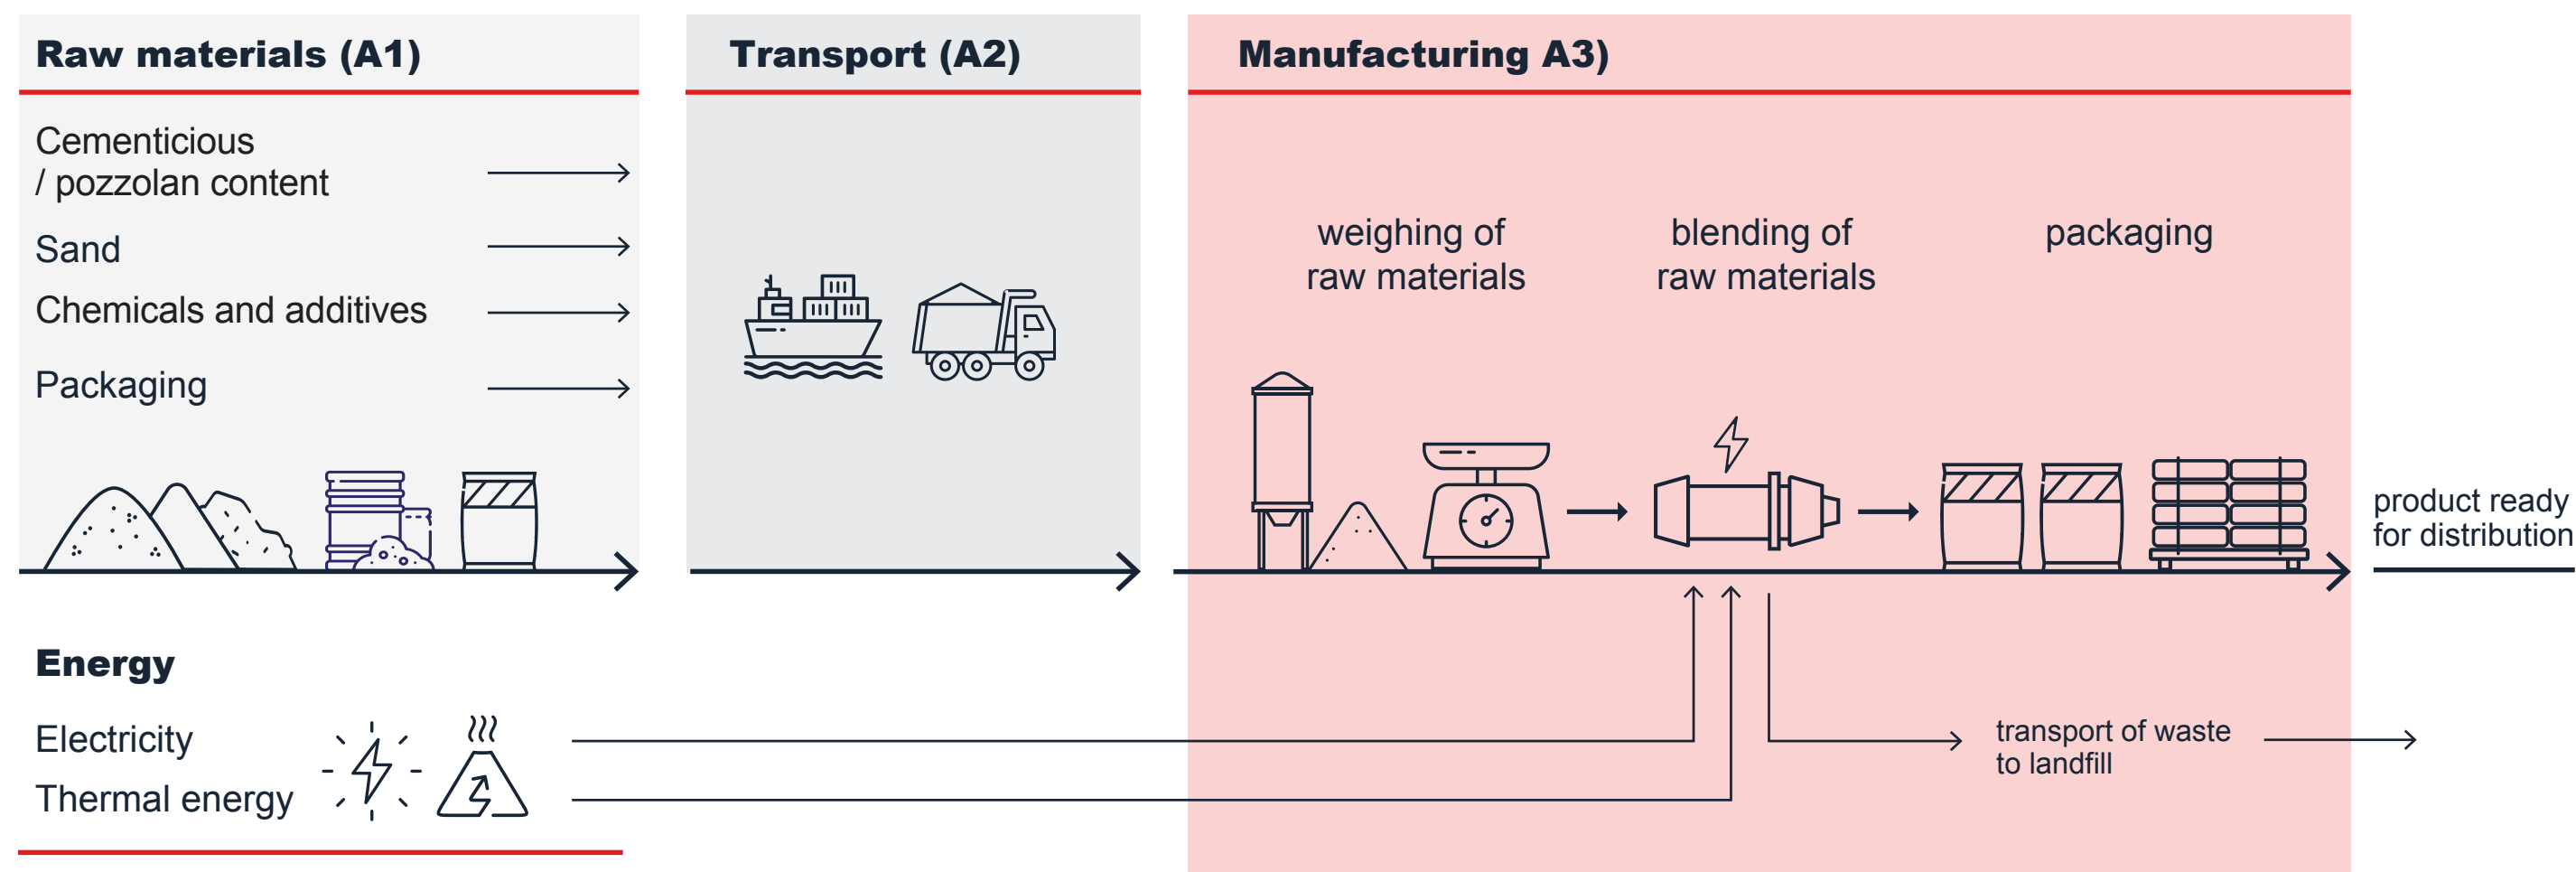 Raw materials (A1)
Cementicious
/ pozzolan content
Sand
Chemicals and additives
Packaging
Transport (A2)
Manufacturing A3)
weighing of
raw materials
blending of
raw materials
packaging
product ready
for distribution
Energy
Electricity
Thermal energy
transport of waste
to landfill